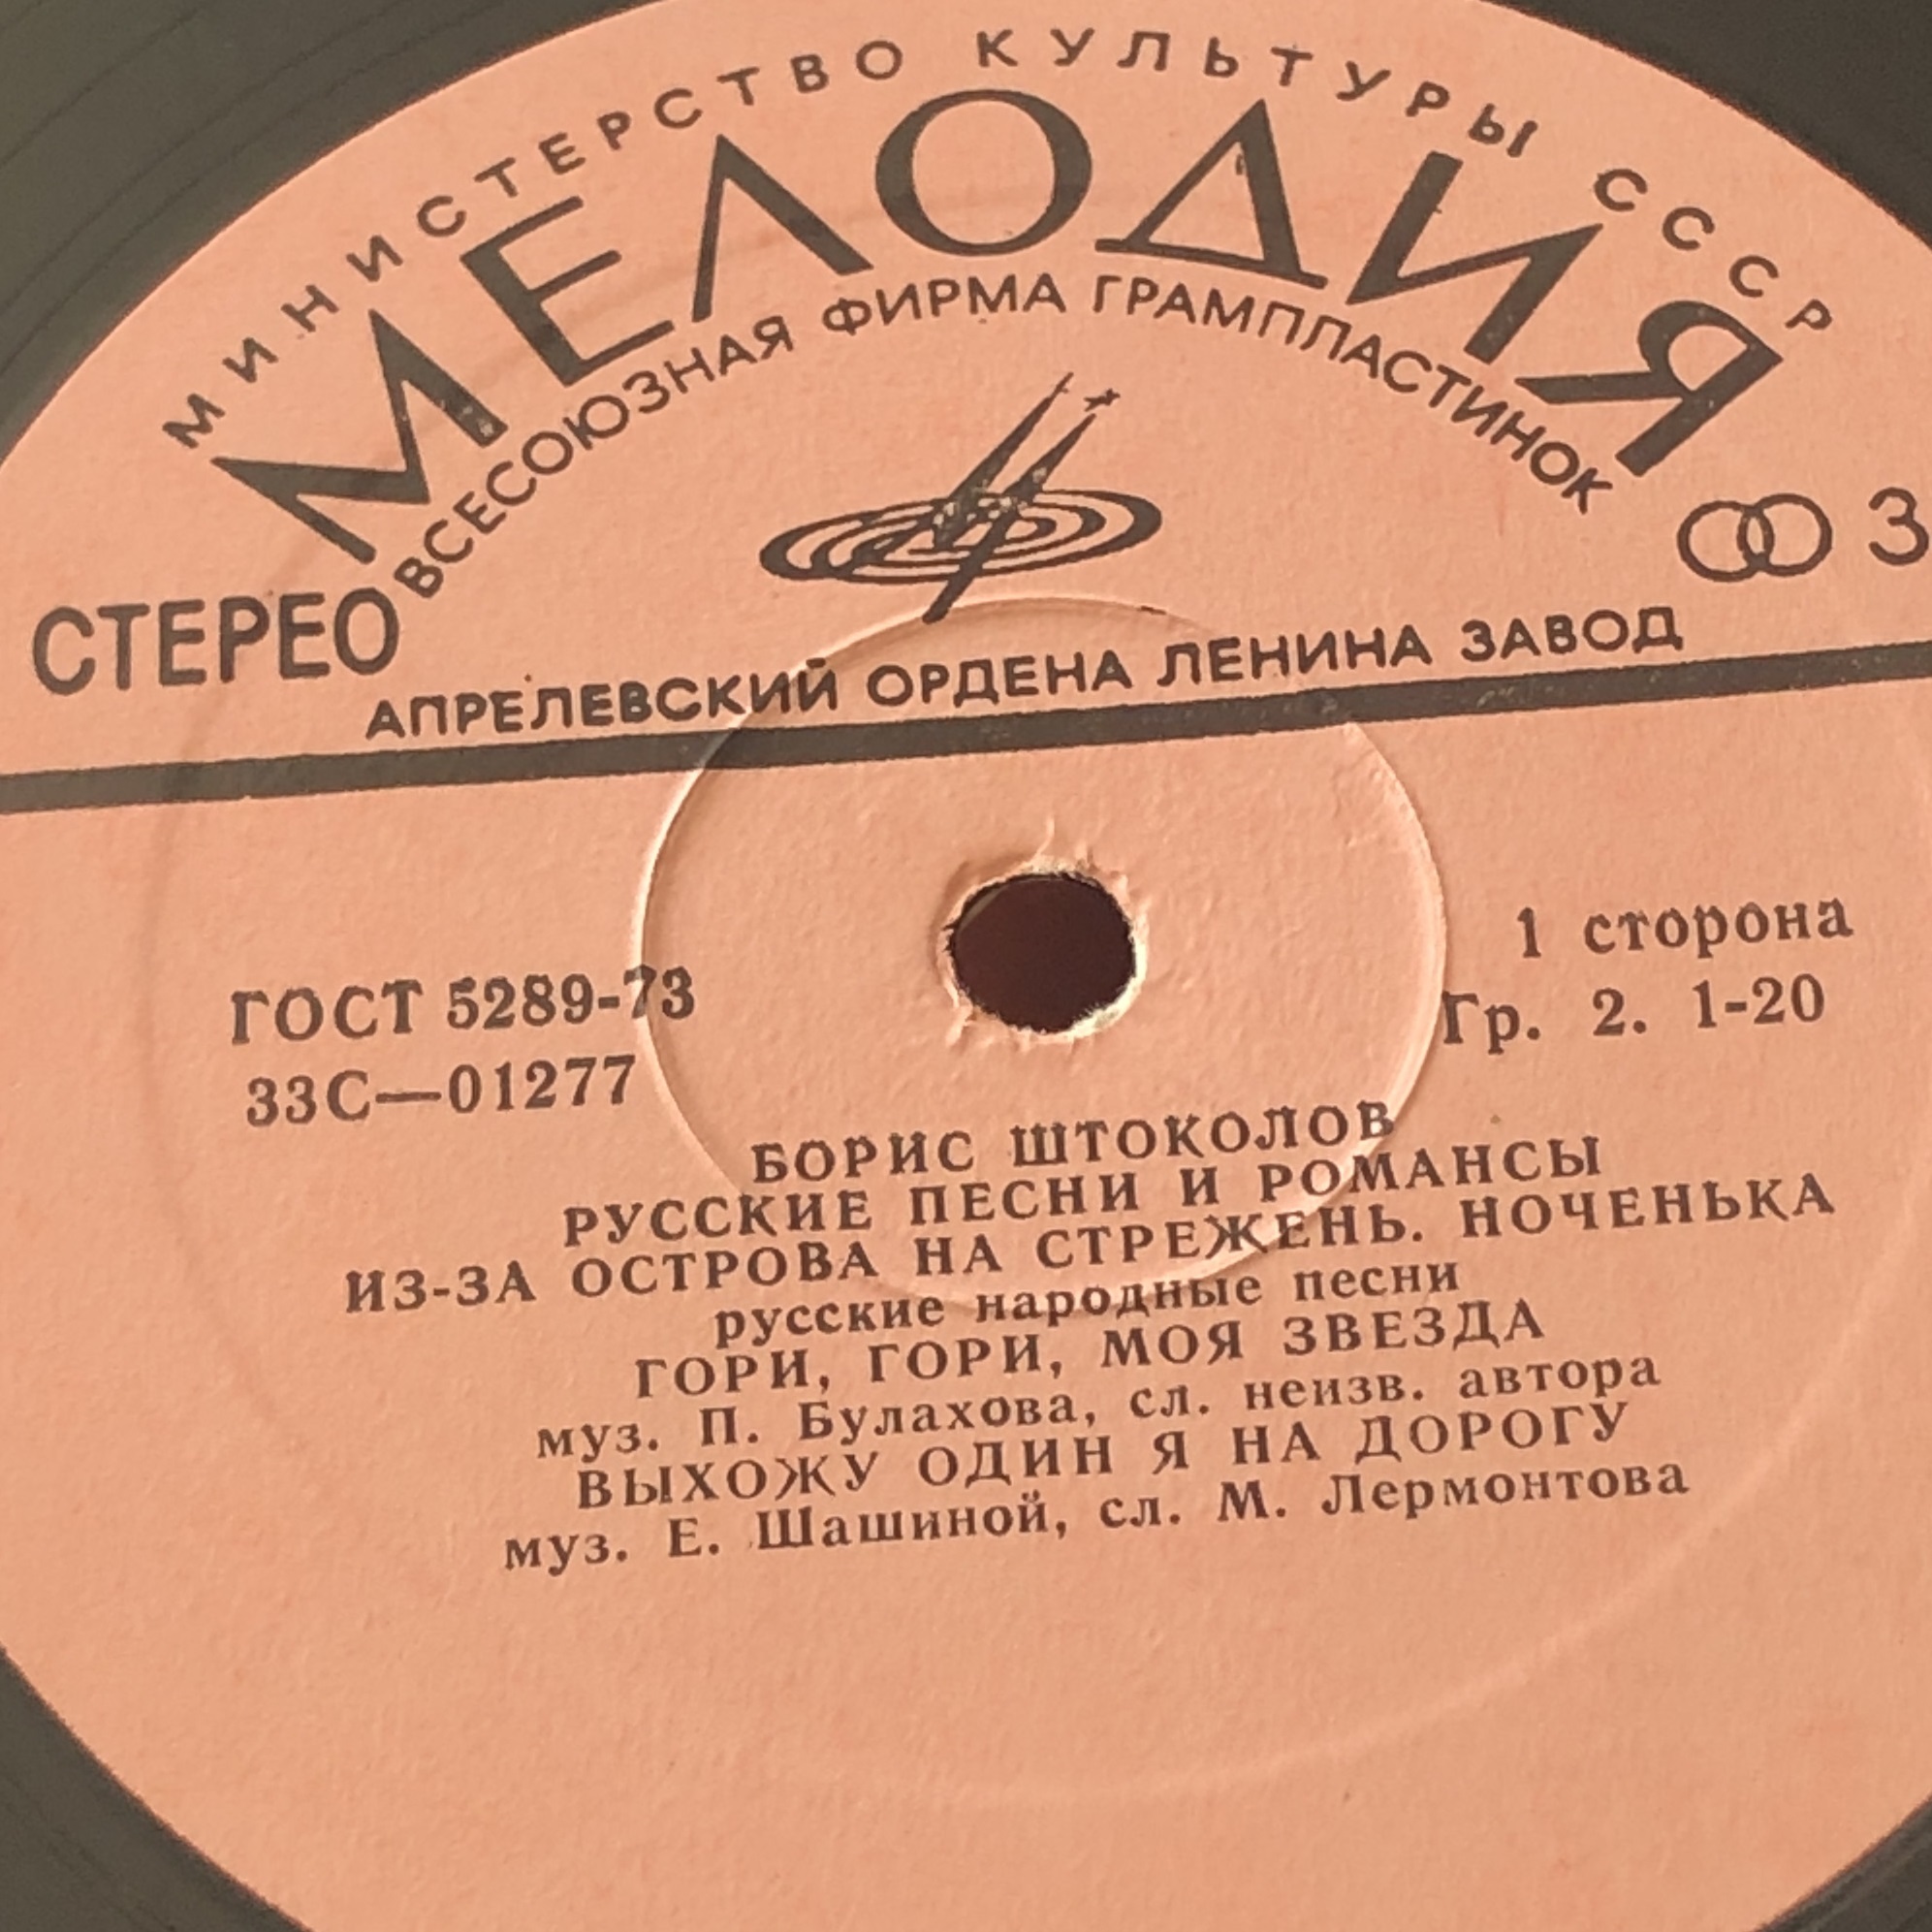 МИНИСТЕРСТВО КУЛЬТУРЫ СССР
МЕЛОДИЯ
ВСЕСОЮЗНАЯ ФИРМА ГРАМПЛАСТИНОК
СТЕРЕО
3
АПРЕЛЕВСКИЙ ОРДЕНА ЛЕНИНА ЗАВОД
ГОСТ 5289-73
33С—01277
1 сторона
Гр. 2. 1-20
БОРИС ШТОКОЛОВ
РУССКИЕ ПЕСНИ И РОМАНСЫ
ИЗ-ЗА ОСТРОВА НА СТРЕЖЕНЬ. НОЧЕНЬКА
русские народные песни
ГОРИ, ГОРИ, МОЯ ЗВЕЗДА
муз. П. Булахова, сл. неизв. автора
ВЫХОЖУ ОДИН Я НА ДОРОГУ
муз. Е. Шашиной, сл. М. Лермонтова